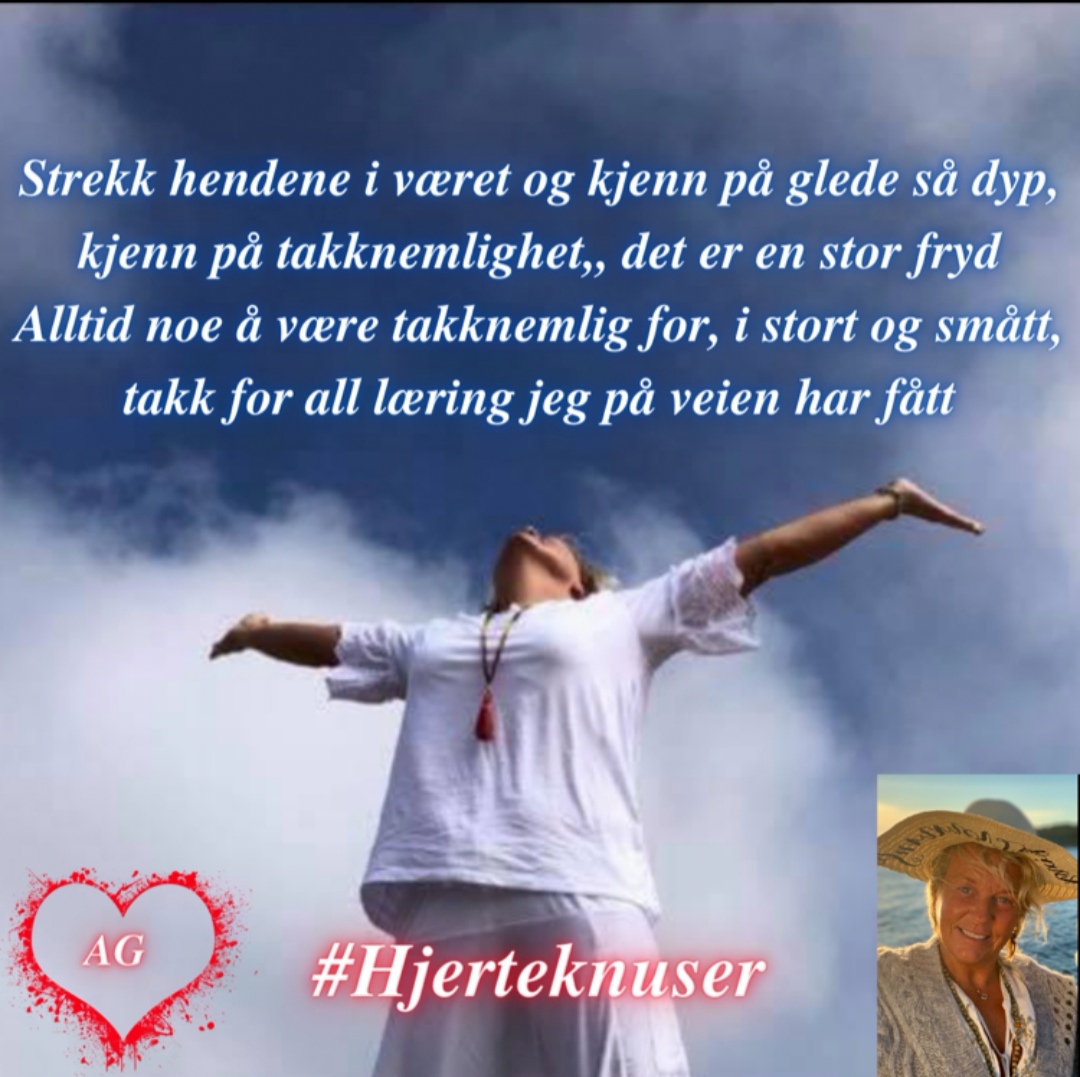 Strekk hendene i været og kjenn på glede så dyp,
kjenn på takknemlighet,, det er en stor fryd
Alltid noe å være takknemlig for, i stort og smått,
takk for all læring jeg på veien har fått
AG
#Hjerteknuser